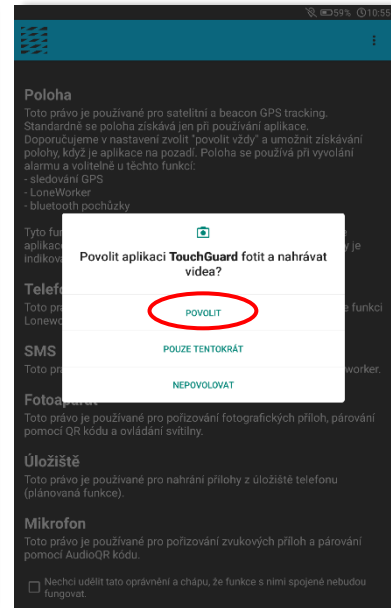 59% 10:55
Poloha
Toto právo je používané pro satelitní a beacon GPS tracking.
Standardně se poloha získává jen při používání aplikace.
Doporučujeme v nastavení zvolit "povolit vždy" a umožnit získávání
polohy, když je aplikace na pozadí. Poloha se používá při vyvolání
alarmu a volitelně u těchto funkcí:
- sledování GPS
- LoneWorker
- bluetooth pochůzky
Tyto fun
aplikace y je
indikov
Povolit aplikaci TouchGuard fotit a nahrávat
videa?
Telef
Toto pr e funkci
Lonewo
POVOLIT
SMS
Toto pr worker.
POUZE TENTOKRÁT
NEPOVOLOVAT
Fotoaparát
Toto právo je používané pro pořizování fotografických příloh, párování
pomocí QR kódu a ovládání svítilny.
Úložiště
Toto právo je používané pro nahrání přílohy z úložiště telefonu
(plánovaná funkce).
Mikrofon
Toto právo je používané pro pořizování zvukových příloh a párování
pomocí AudioQR kódu.
Nechci udělit tato oprávnění a chápu, že funkce s nimi spojené nebudou
fungovat.